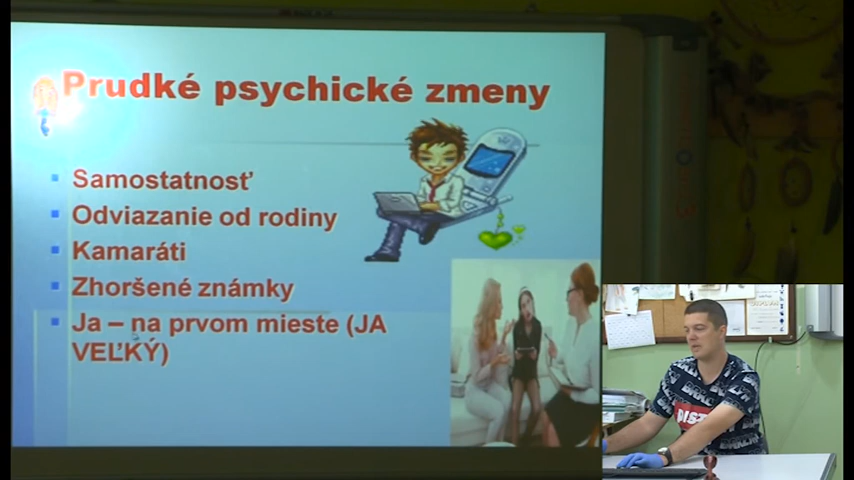 Prudké psychické zmeny
Samostatnosť
Odviazanie od rodiny
Kamaráti
Zhoršené známky
Ja – na prvom mieste (JA
VEĽKÝ)